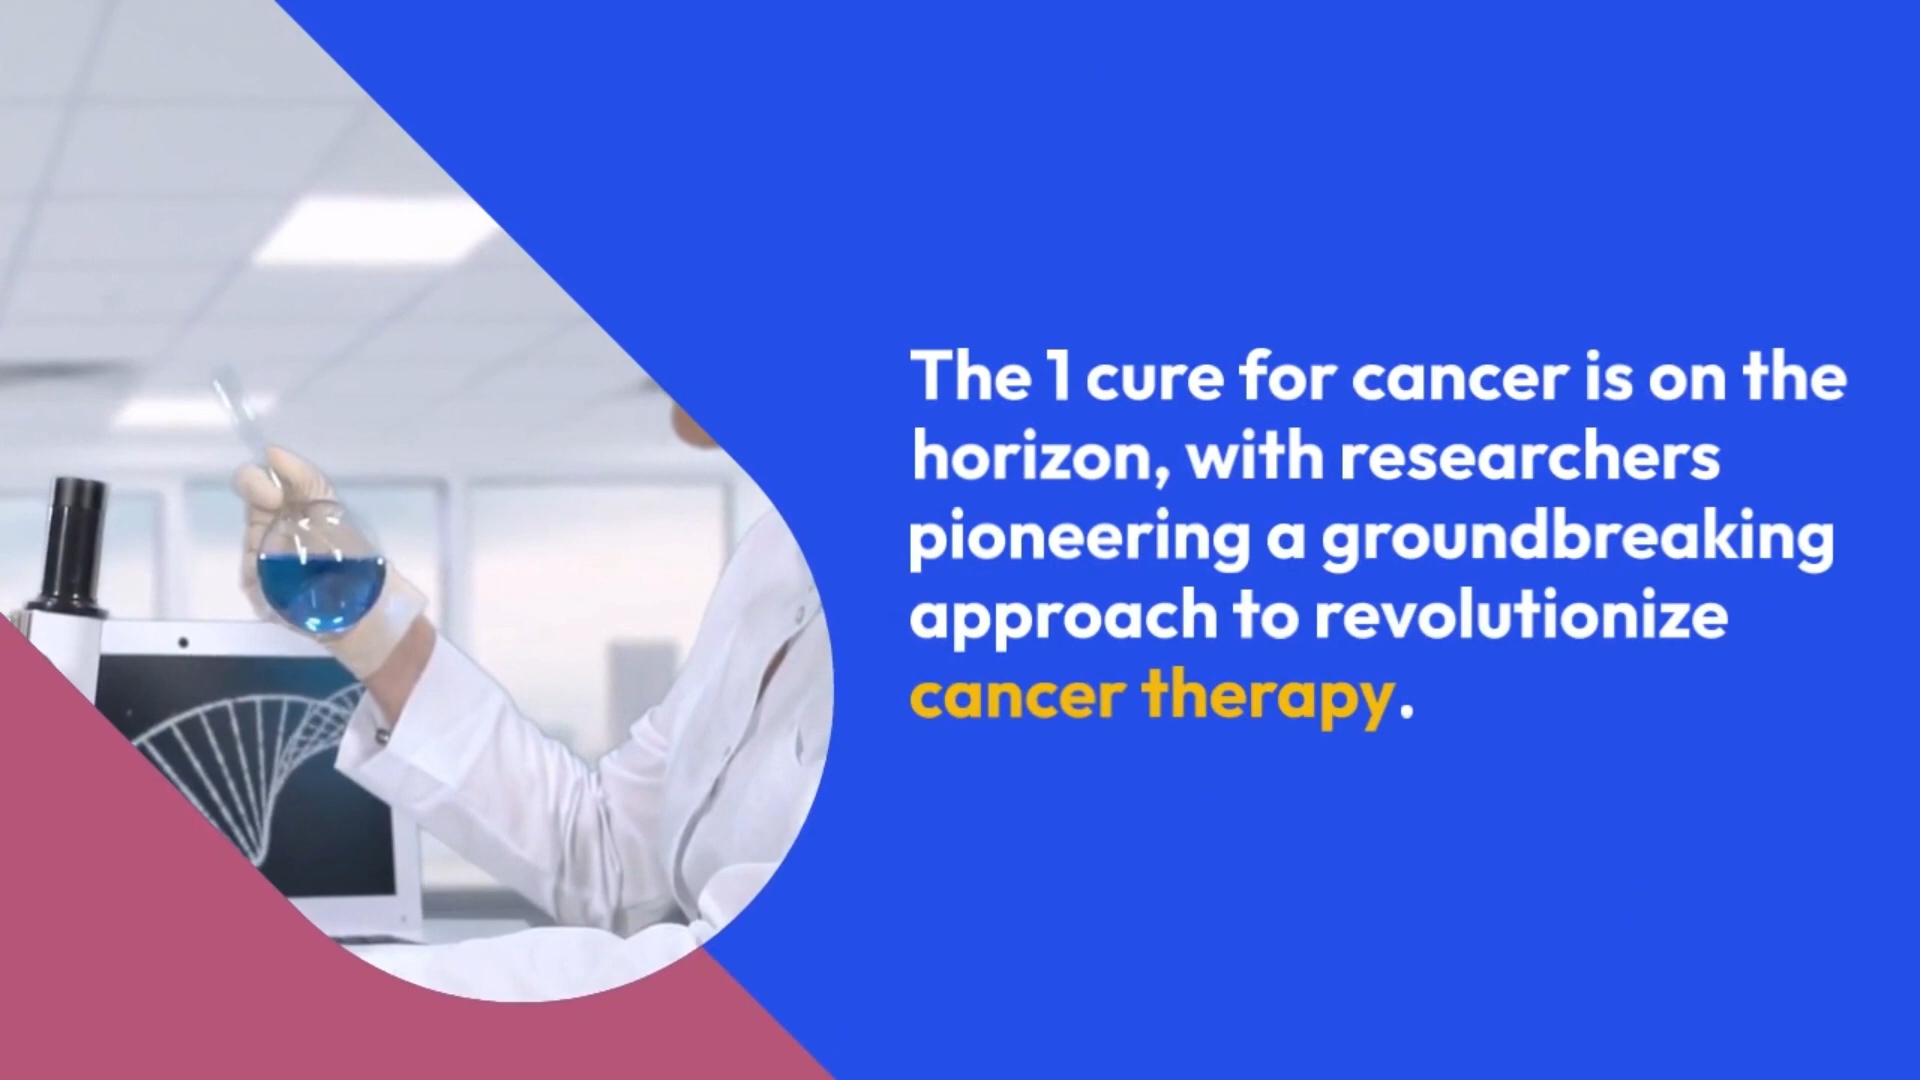 The 1 cure for cancer is on the
horizon, with researchers
pioneering a groundbreaking
approach to revolutionize
cancer therapy.